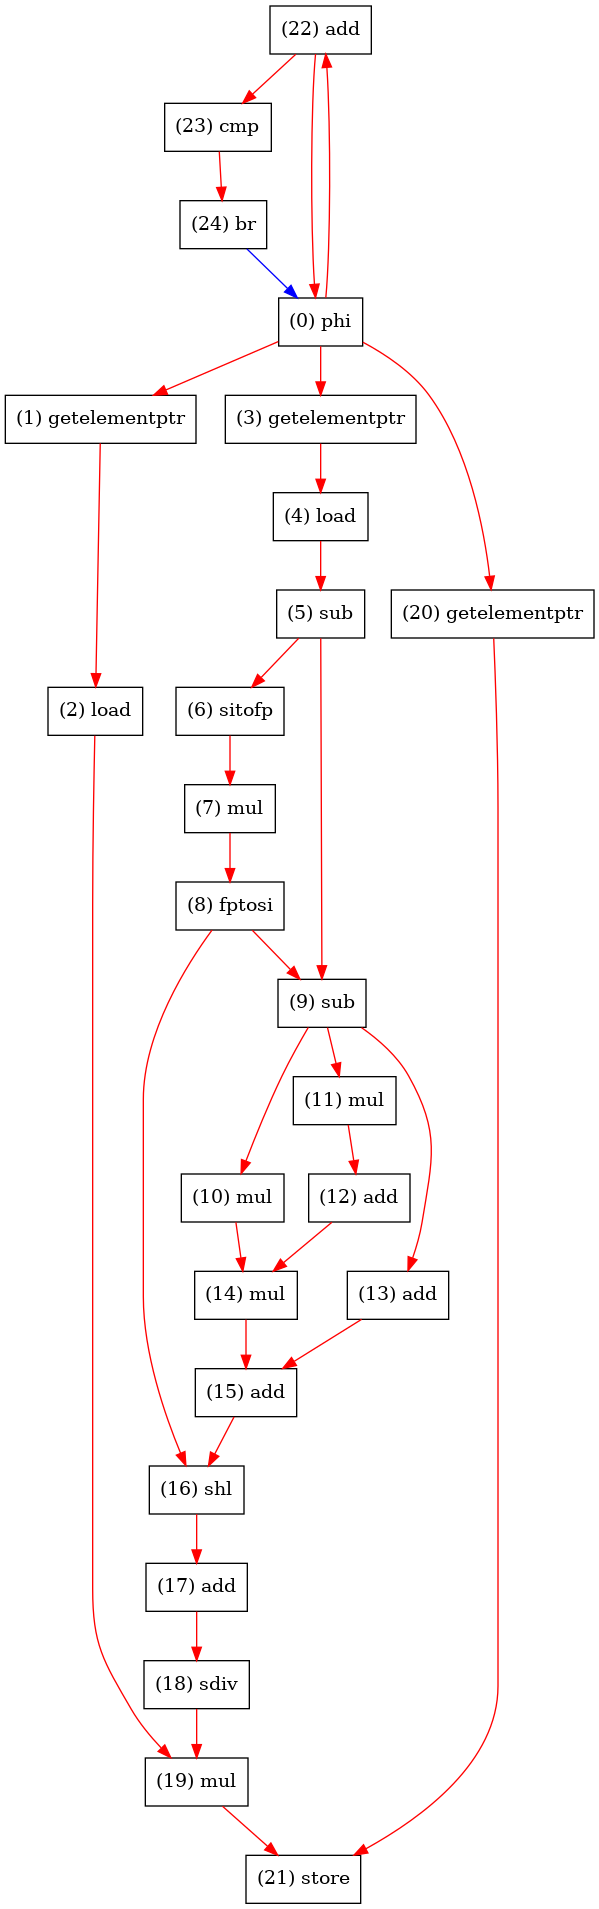 (22) add
(23) cmp
(24) br
(0) phi
(1) getelementptr
(3) getelementptr
(4) load
(5) sub
(20) getelementptr
(2) load
(6) sitofp
(7) mul
(8) fptosi
(9) sub
(11) mul
(10) mul
(12) add
(14) mul
(13) add
(15) add
(16) shl
(17) add
(18) sdiv
(19) mul
(21) store